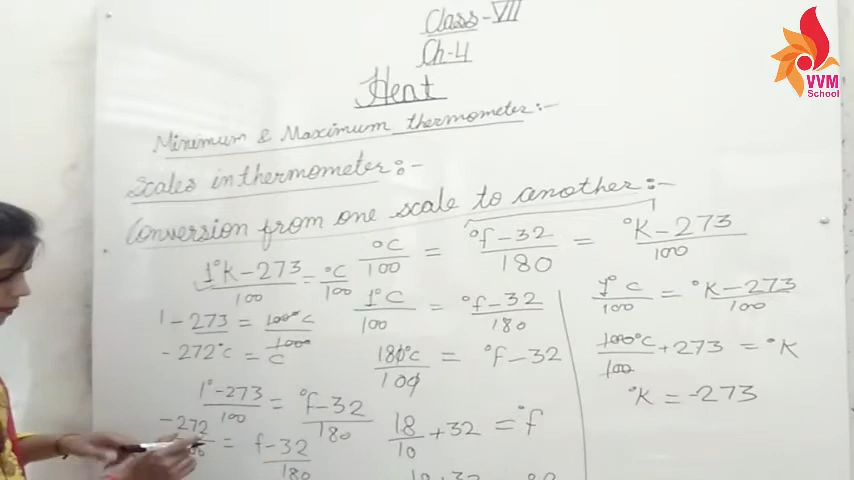 Class-VII
Ch-4
Heat
VVM
School
Minimum & Maximum thermometer:-
Scales in thermometer:-
Conversion from one scale to another:-
°C/100 = °f-32/180 = °K-273/100
1°K-273/100 = °C/100
1-273 = 100°C/100
-272°C = C
1°-273/100 = °f-32/180
-272 = f-32/180
1°C/100 = °f-32/180
180°C/100 = °f-32
18/10 +32 = °f
1°C/100 = °K-273/100
100°C/100 +273 = °K
°K = -273